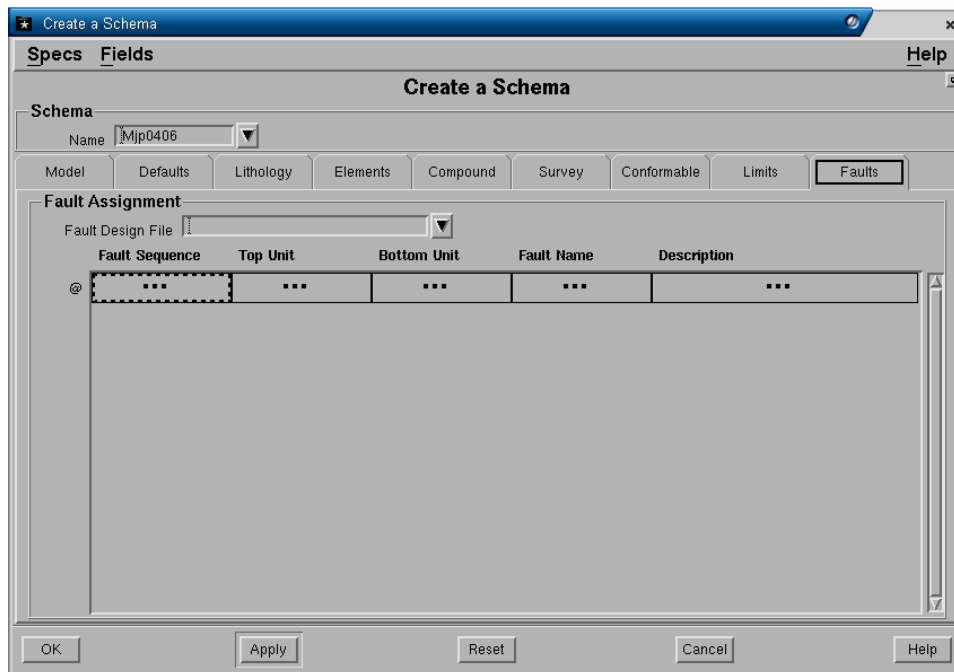 Create a Schema
Specs Fields Help
Create a Schema
Schema
Name Mjp0406
Model Defaults Lithology Elements Compound Survey Conformable Limits Faults
Fault Assignment
Fault Design File
Fault Sequence Top Unit Bottom Unit Fault Name Description
@ ... ... ... ... ...
OK Apply Reset Cancel Help